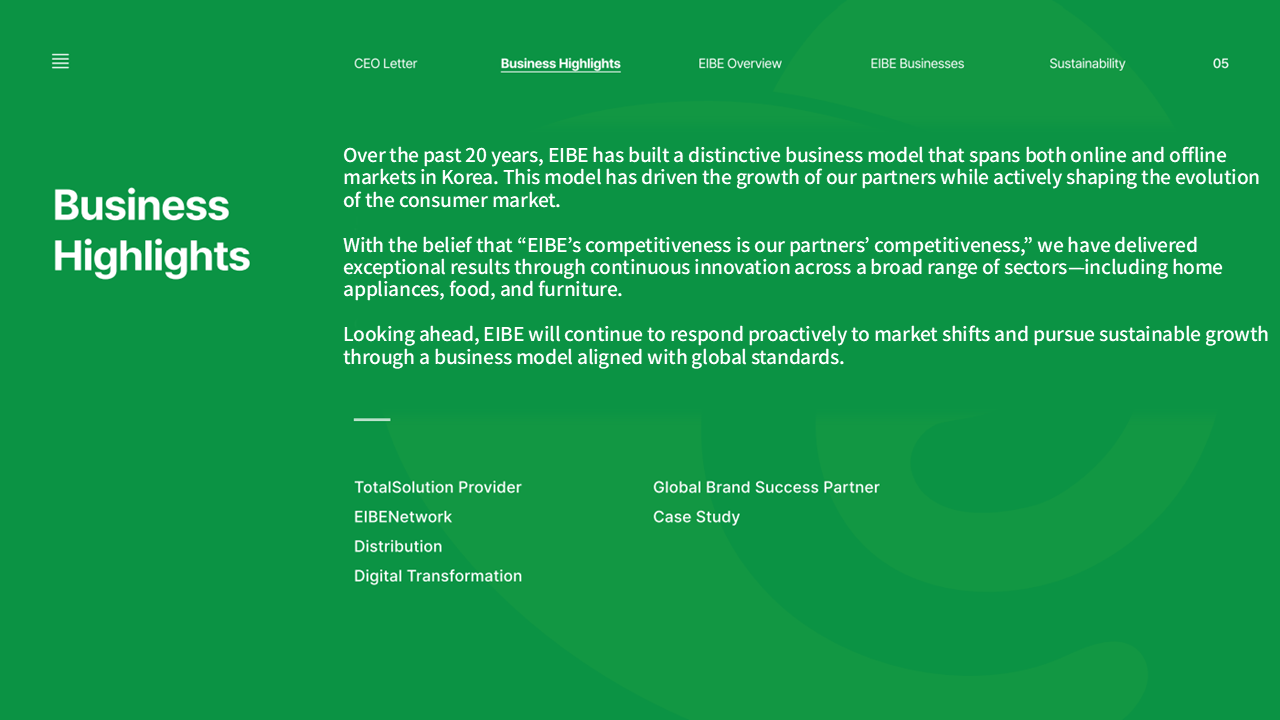 CEO Letter
Business Highlights
EIBE Overview
EIBE Businesses
Sustainability
05
Business
Highlights
Over the past 20 years, EIBE has built a distinctive business model that spans both online and offline
markets in Korea. This model has driven the growth of our partners while actively shaping the evolution
of the consumer market.
With the belief that “EIBE’s competitiveness is our partners’ competitiveness,” we have delivered
exceptional results through continuous innovation across a broad range of sectors—including home
appliances, food, and furniture.
Looking ahead, EIBE will continue to respond proactively to market shifts and pursue sustainable growth
through a business model aligned with global standards.
TotalSolution Provider
EIBENetwork
Distribution
Digital Transformation
Global Brand Success Partner
Case Study